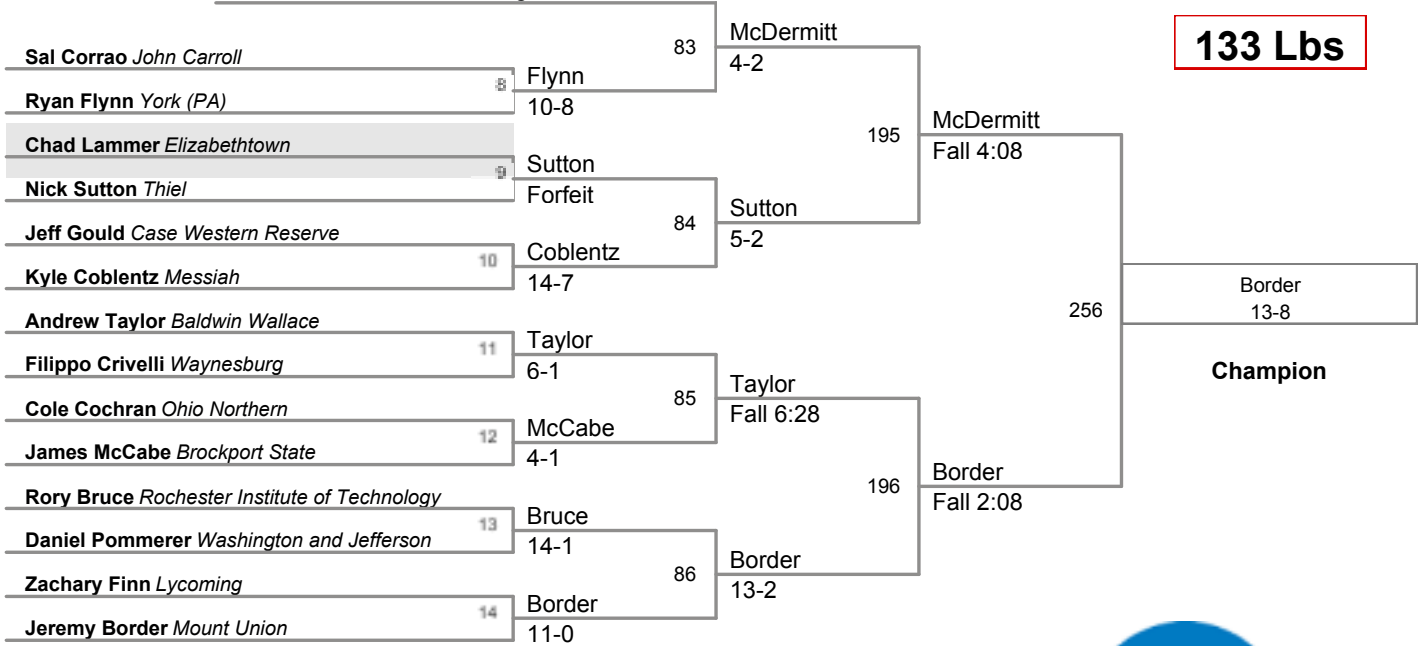 133 Lbs
Sal Corrao John Carroll
Ryan Flynn York (PA)
Chad Lammer Elizabethtown
Nick Sutton Thiel
Jeff Gould Case Western Reserve
Kyle Coblentz Messiah
Andrew Taylor Baldwin Wallace
Filippo Crivelli Waynesburg
Cole Cochran Ohio Northern
James McCabe Brockport State
Rory Bruce Rochester Institute of Technology
Daniel Pommerer Washington and Jefferson
Zachary Finn Lycoming
Jeremy Border Mount Union
8
Flynn
10-8
9
Sutton
Forfeit
10
Coblentz
14-7
11
Taylor
6-1
12
McCabe
4-1
13
Bruce
14-1
14
Border
11-0
83
McDermitt
4-2
84
Sutton
5-2
85
Taylor
Fall 6:28
86
Border
13-2
195
McDermitt
Fall 4:08
196
Border
Fall 2:08
256
Border
13-8
Champion